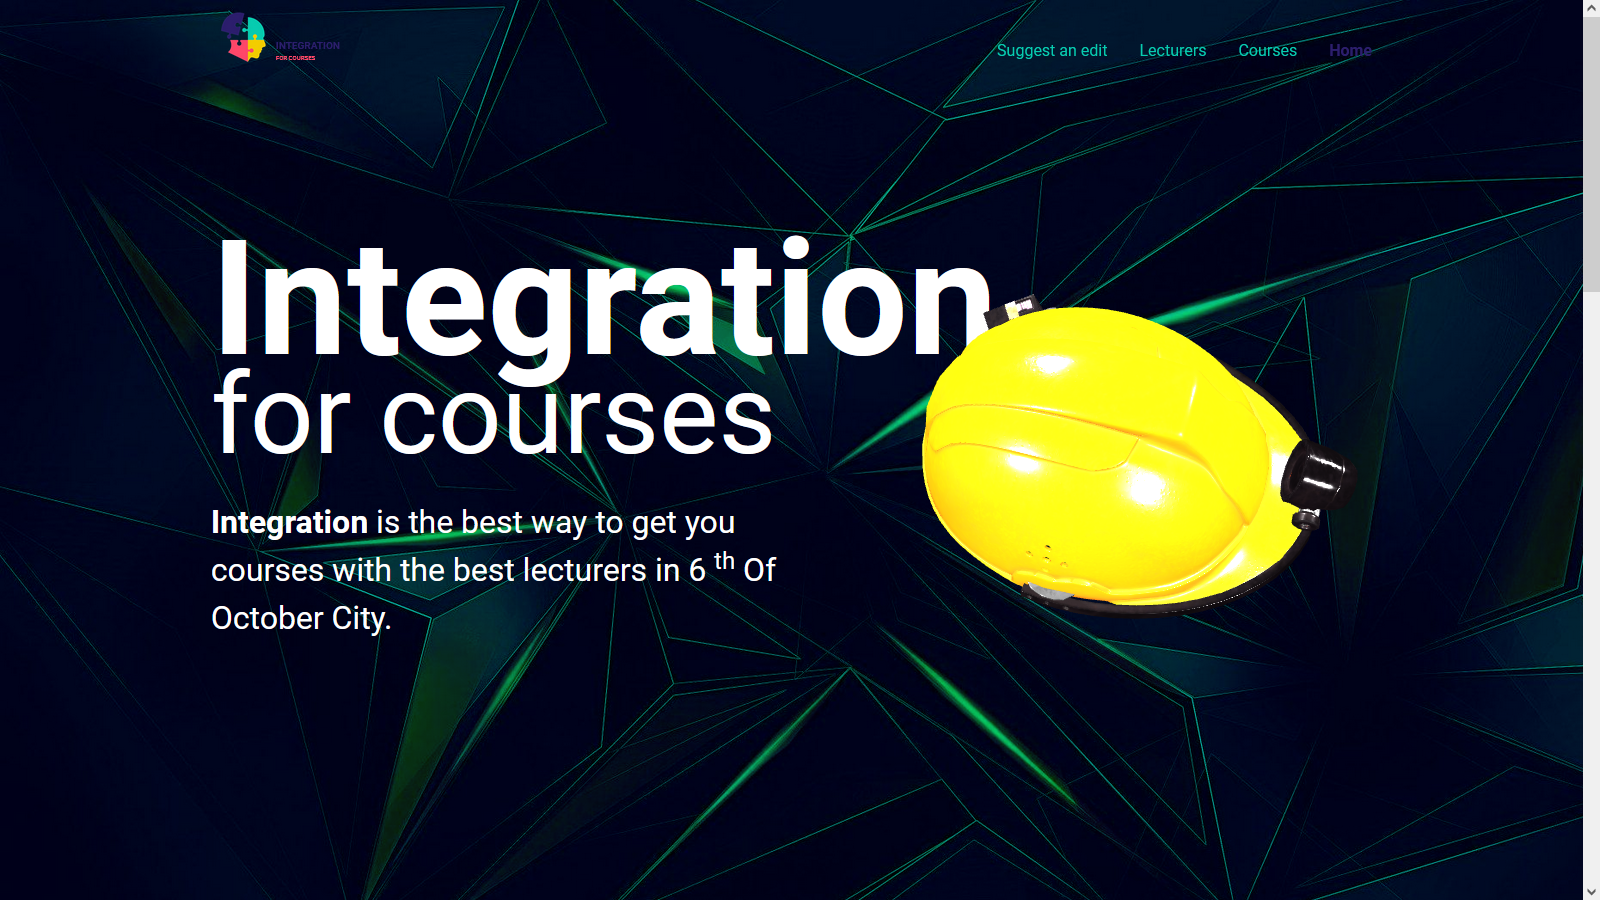 INTEGRATION
FOR COURSES
Suggest an edit Lecturers Courses Home
Integration
for courses
Integration is the best way to get you
courses with the best lecturers in 6 th Of
October City.